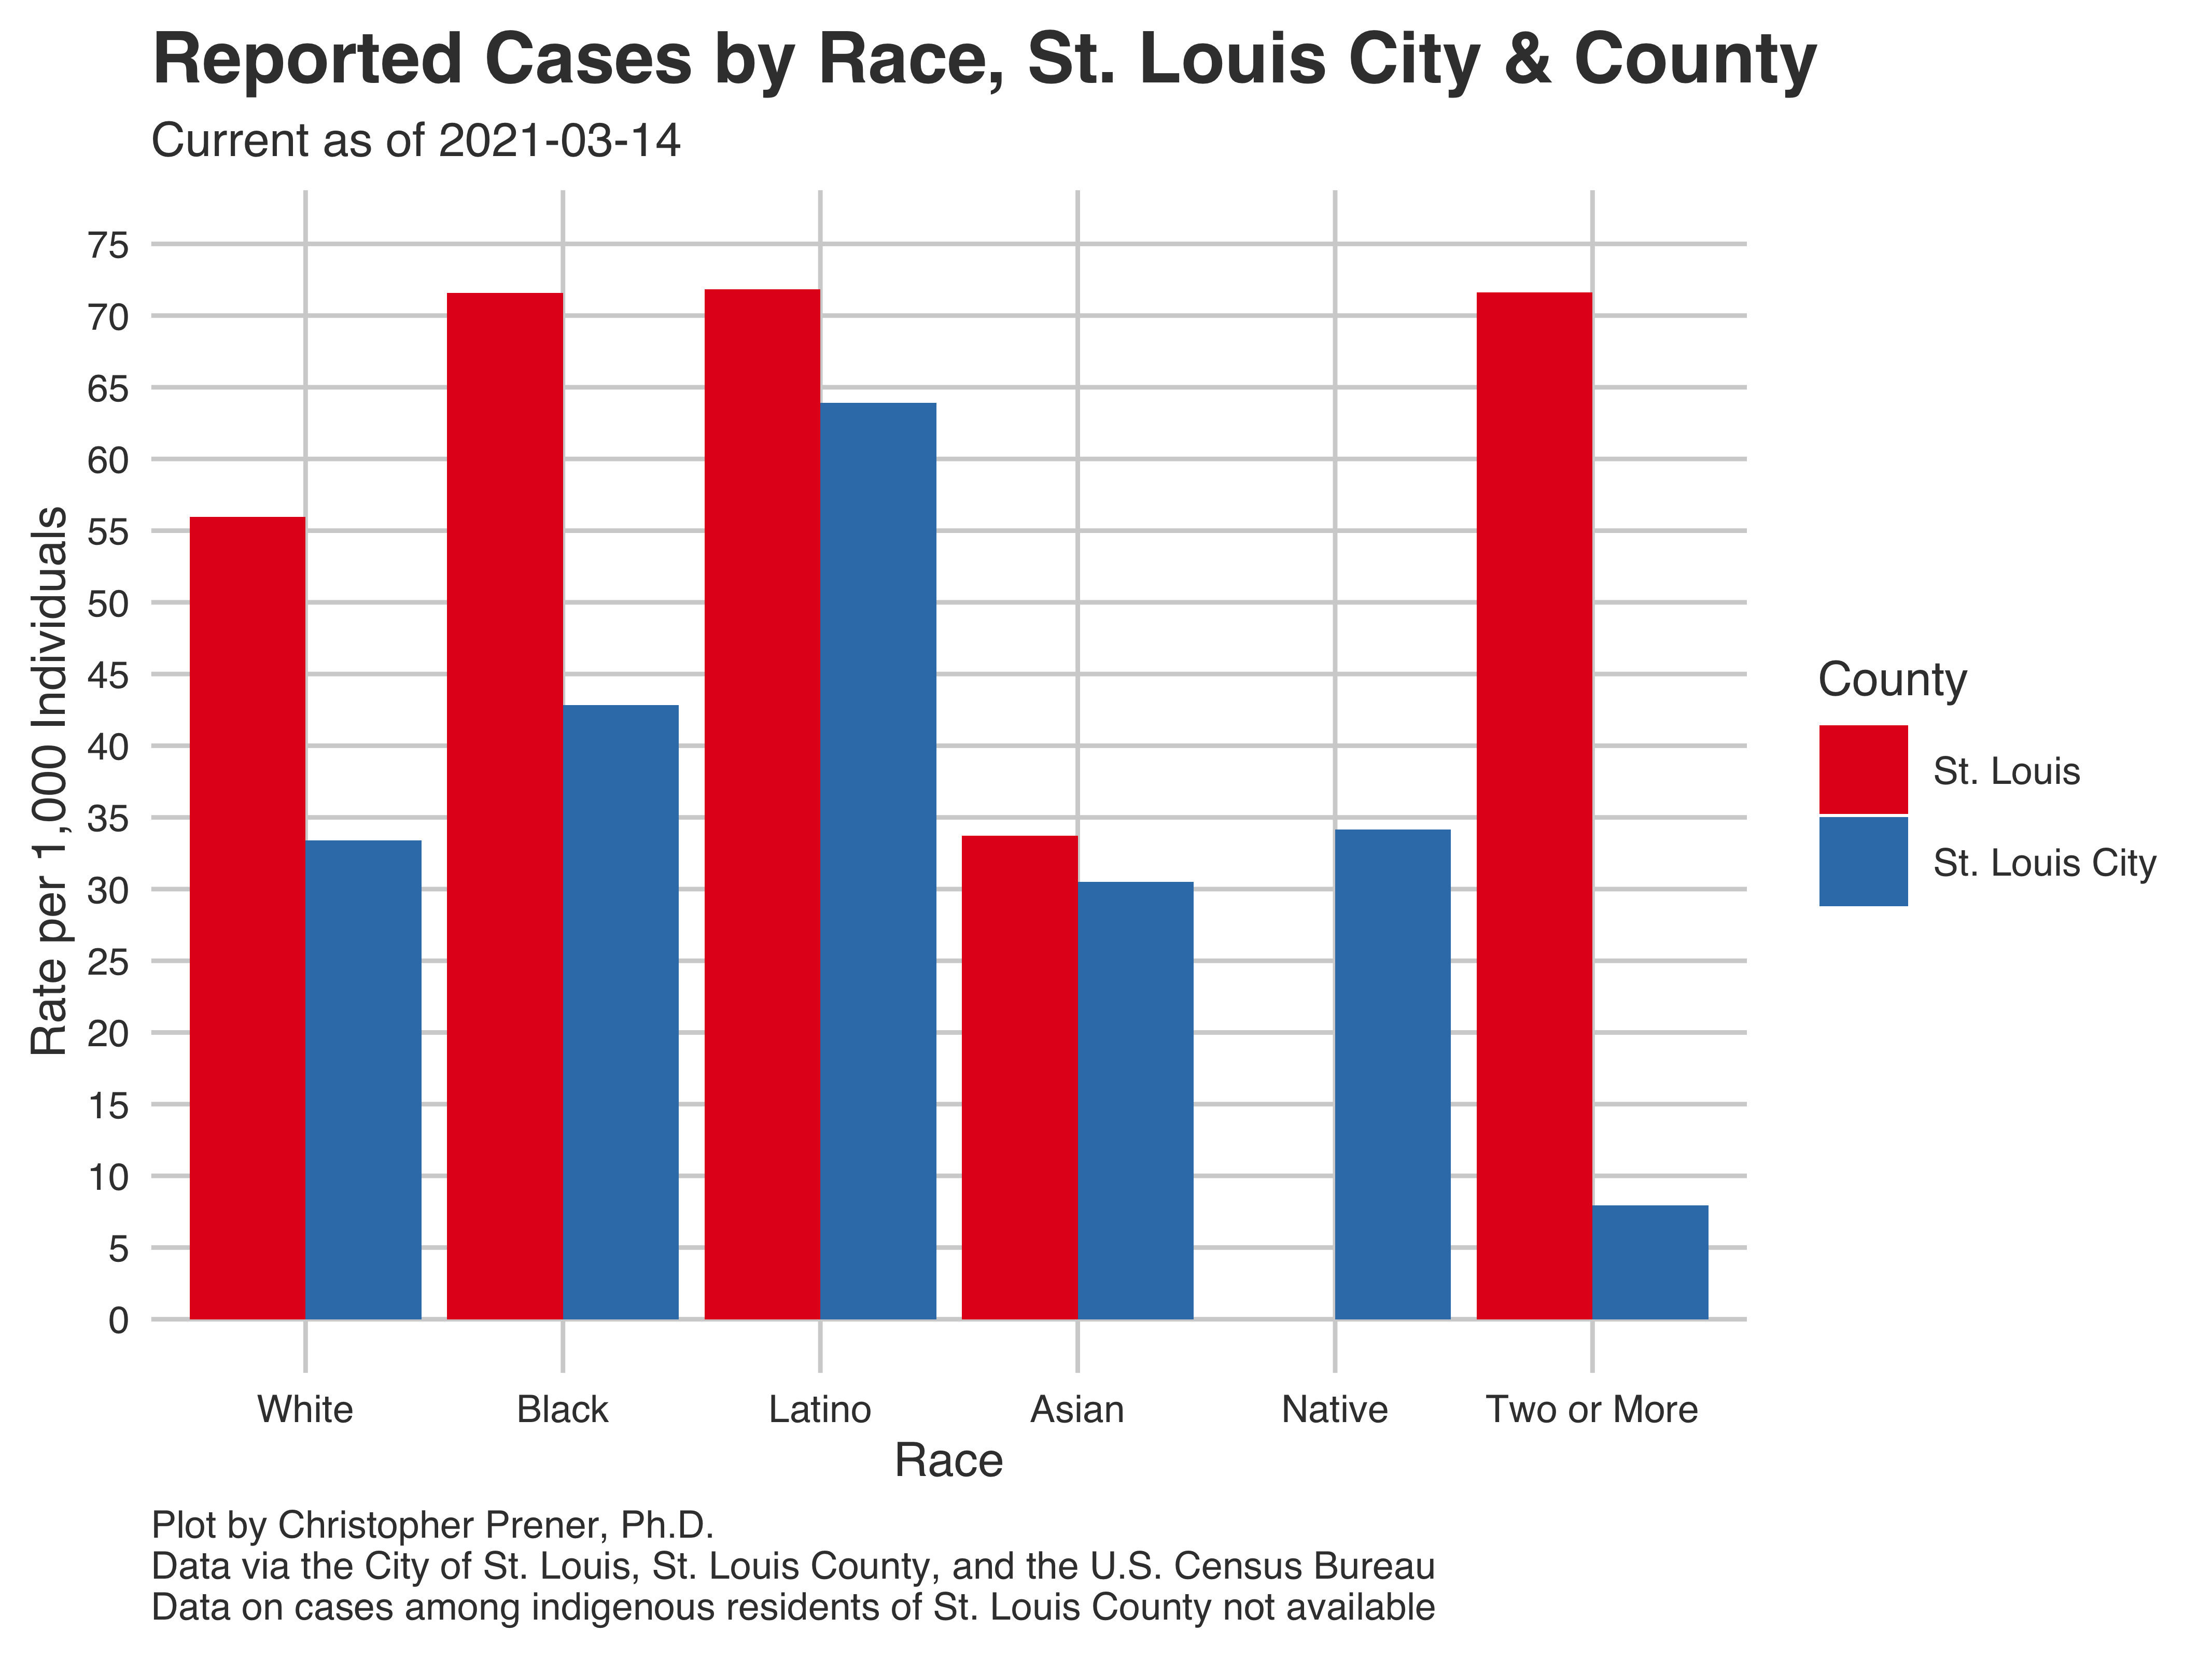 Reported Cases by Race, St. Louis City & County
Current as of 2021-03-14
75
70
65
60
55
50
45
40
35
30
25
20
15
10
5
0
Rate per 1,000 Individuals
White
Black
Latino
Asian
Native
Two or More
Race
County
St. Louis
St. Louis City
Plot by Christopher Prener, Ph.D.
Data via the City of St. Louis, St. Louis County, and the U.S. Census Bureau
Data on cases among indigenous residents of St. Louis County not available